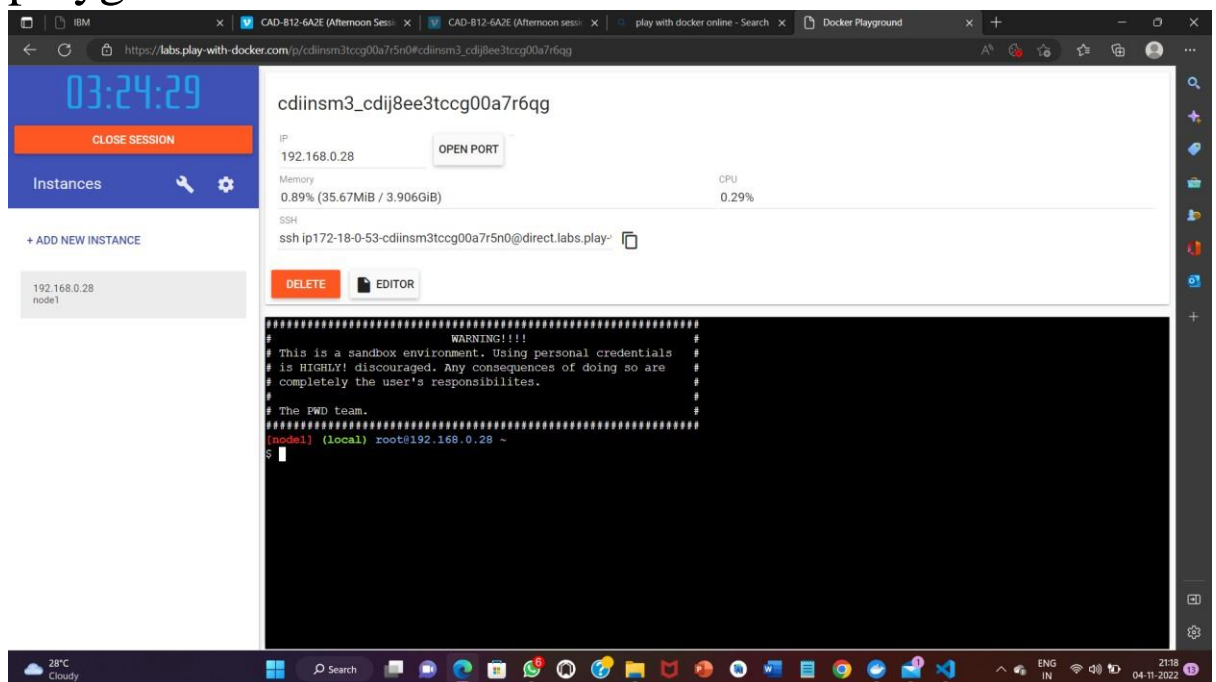 IBM
CAD-B12-6A2E (Afternoon Sessi
CAD-B12-6A2E (Afternoon sessi
play with docker online - Search
Docker Playground
https://labs.play-with-docker.com/p/cdiinsm3tccg00a7r5n0#cdiinsm3_cdij8ee3tccg00a7r6qg
03:24:29
CLOSE SESSION
Instances
+ ADD NEW INSTANCE
192.168.0.28
node1
cdiinsm3_cdij8ee3tccg00a7r6qg
IP
192.168.0.28
OPEN PORT
Memory
0.89% (35.67MiB / 3.906GiB)
CPU
0.29%
SSH
ssh ip172-18-0-53-cdiinsm3tccg00a7r5n0@direct.labs.play-
DELETE
EDITOR
###############################################################
# WARNING!!!! #
# This is a sandbox environment. Using personal credentials #
# is HIGHLY! discouraged. Any consequences of doing so are #
# completely the user's responsibilites. #
# #
# The PWD team. #
###############################################################
[node1] (local) root@192.168.0.28 ~
$
28°C
Cloudy
Search
ENG
IN
21:18
04-11-2022
13